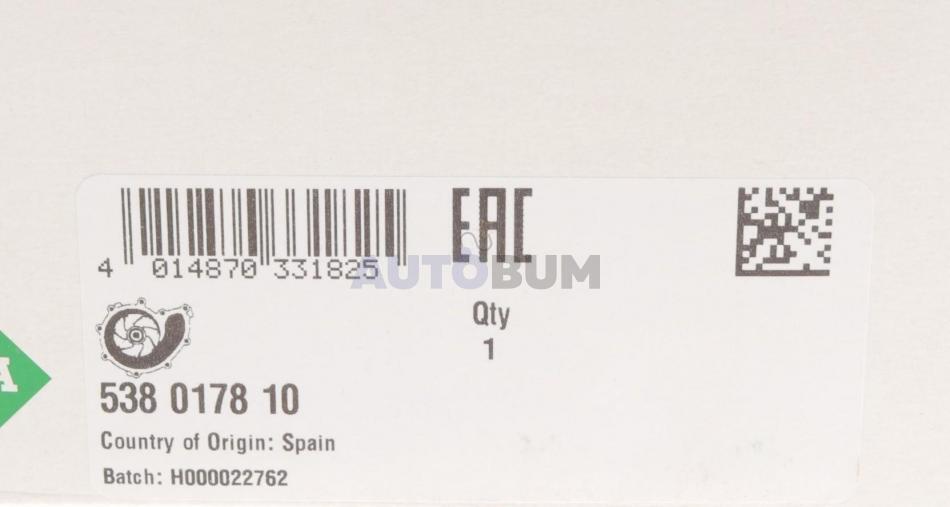 EAC
4 014870 331825
AUTOBUM
Qty
1
538 0178 10
Country of Origin: Spain
Batch: H000022762
A